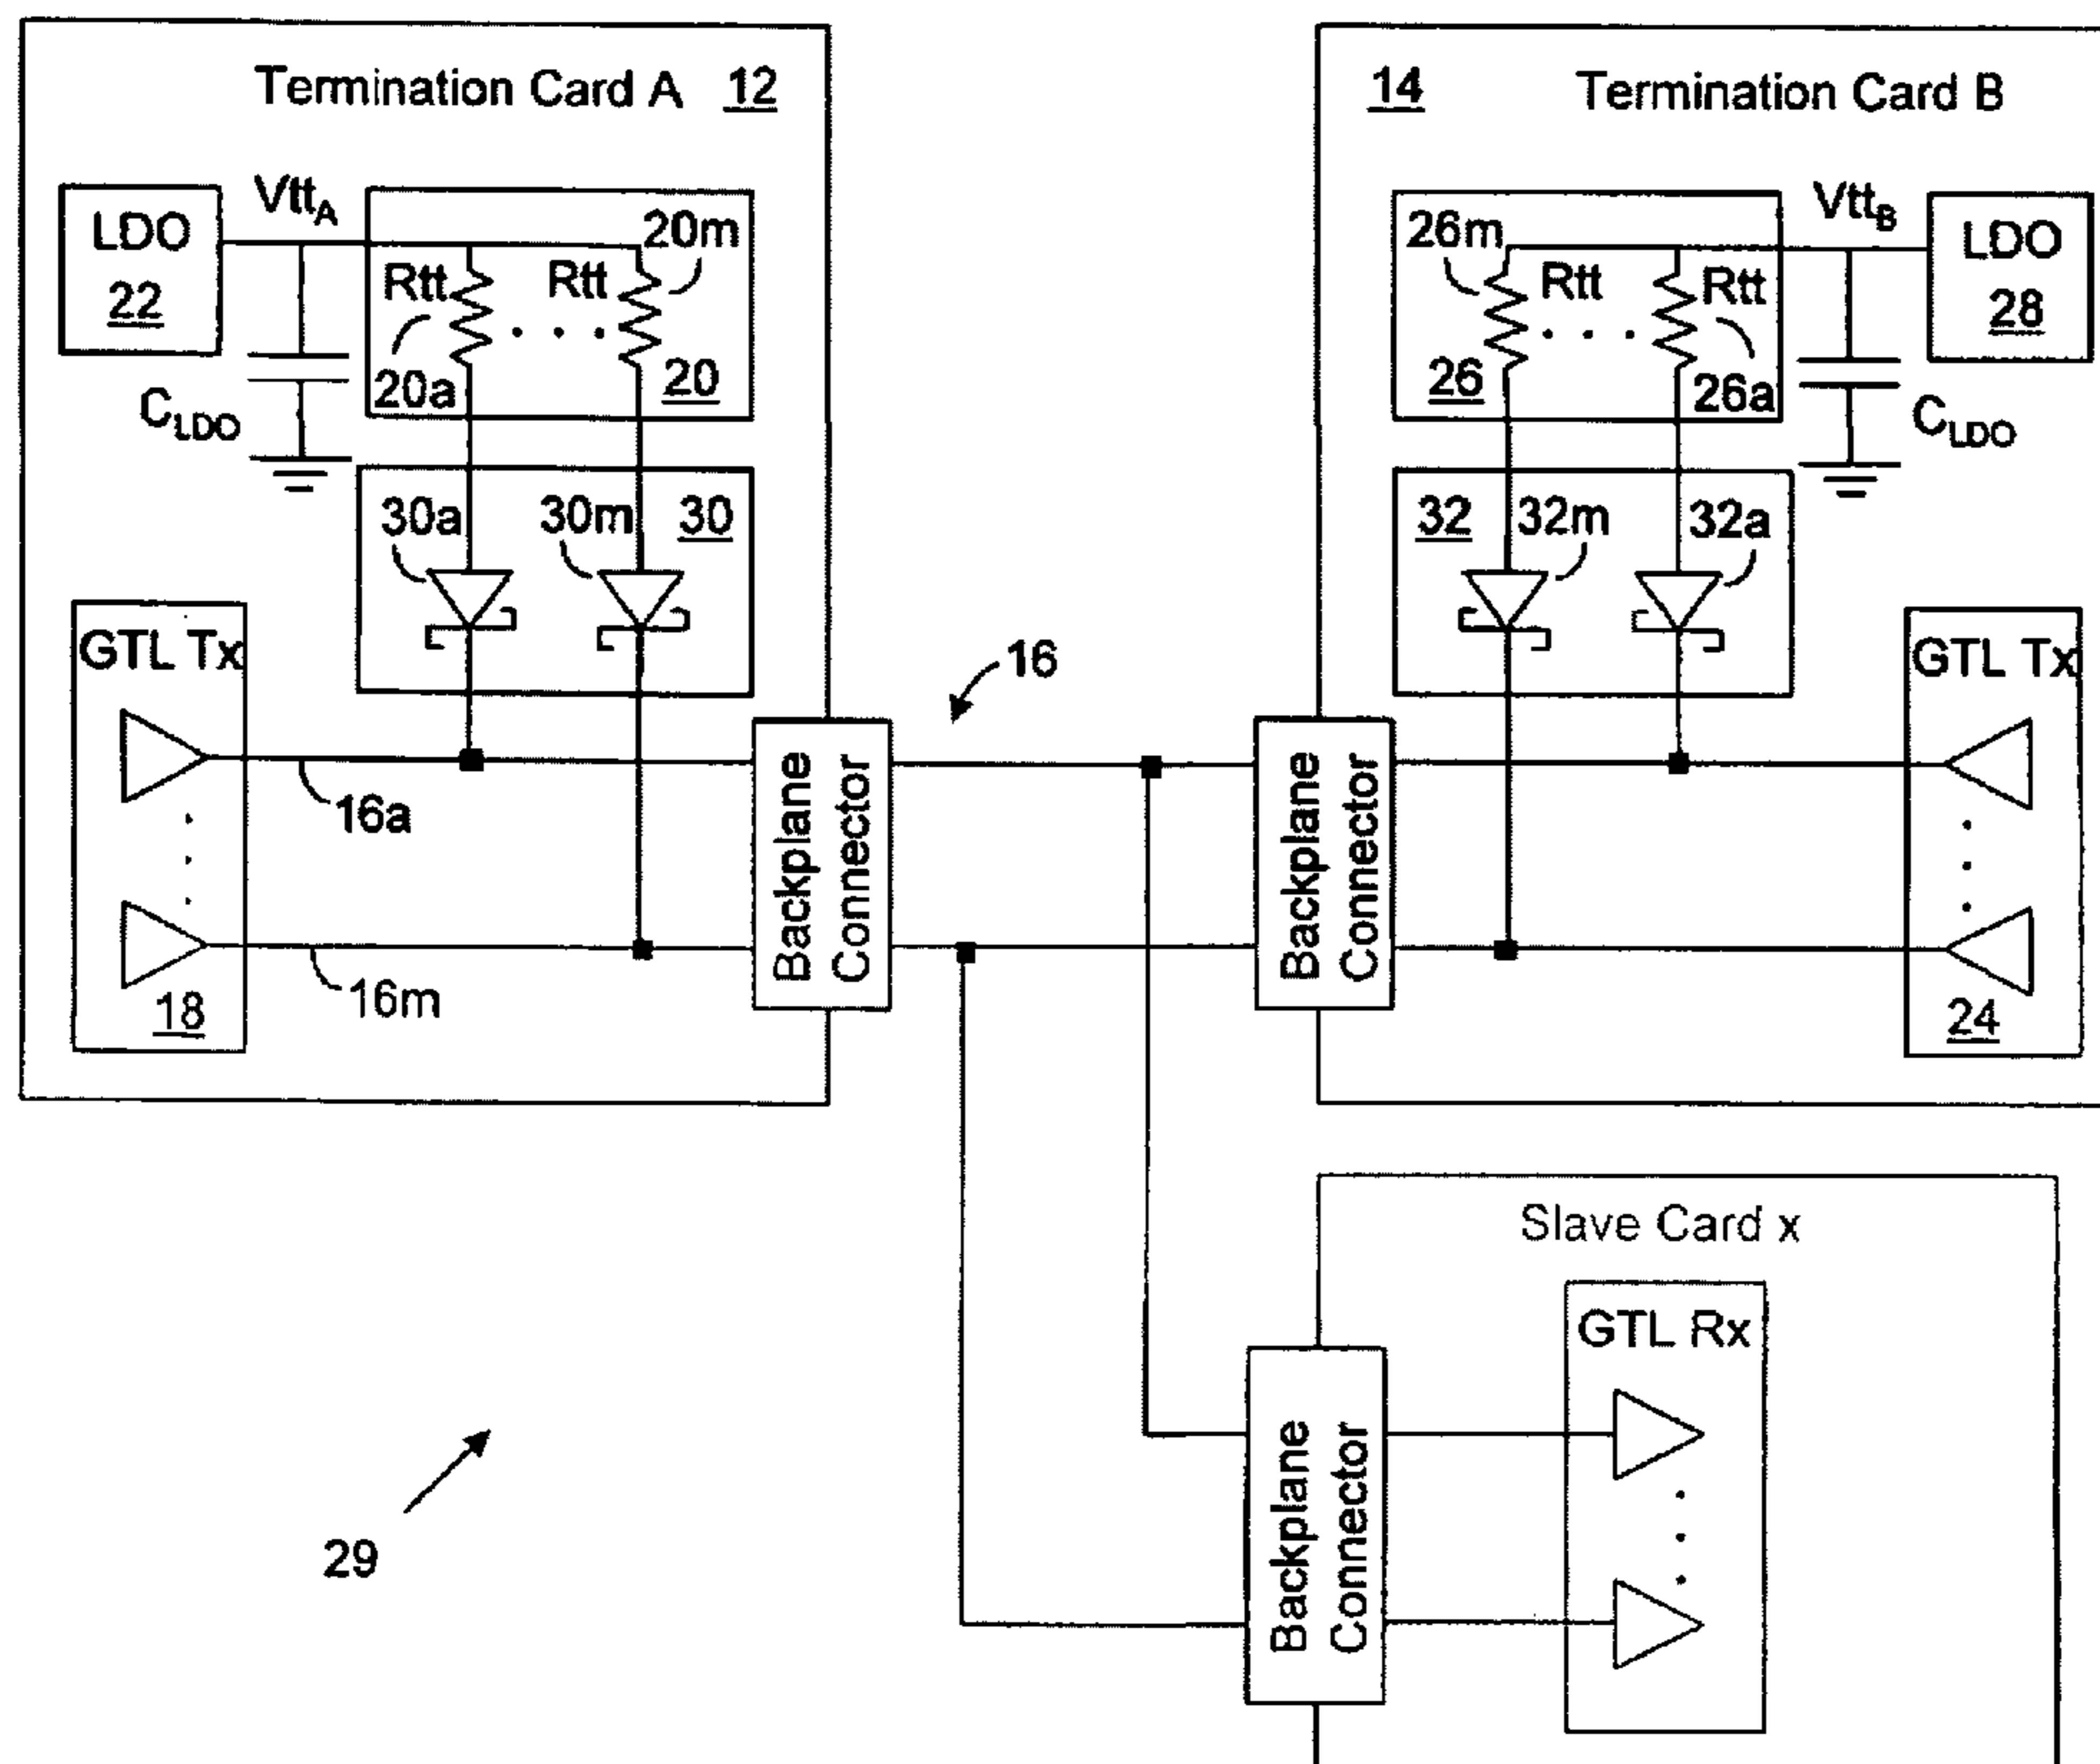 Termination Card A 12
LDO
22
Vtt_A
C_LDO
Rtt
20a
Rtt
20m
20
30a
30m
30
GTL Tx
18
16a
16m
Backplane
Connector
16
14 Termination Card B
26m
Rtt
Rtt
26
26a
Vtt_B
LDO
28
C_LDO
32
32m
32a
GTL Tx
24
Backplane
Connector
Slave Card x
GTL Rx
Backplane
Connector
29